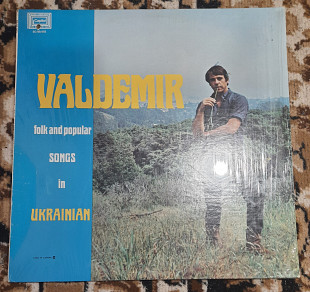 VALDEMIR
folk and popular
SONGS
in
UKRAINIAN